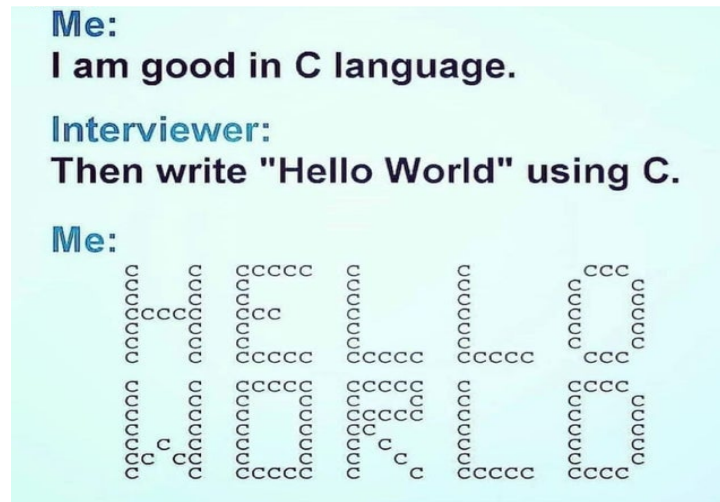 Me:
I am good in C language.
Interviewer:
Then write "Hello World" using C.
Me:
HELLO
WORLD